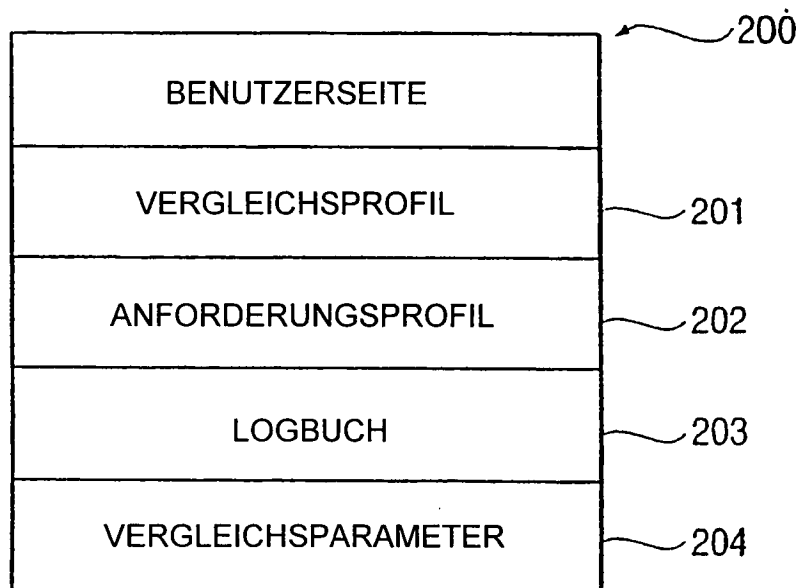 200
BENUTZERSEITE
VERGLEICHSPROFIL 201
ANFORDERUNGSPROFIL 202
LOGBUCH 203
VERGLEICHSPARAMETER 204